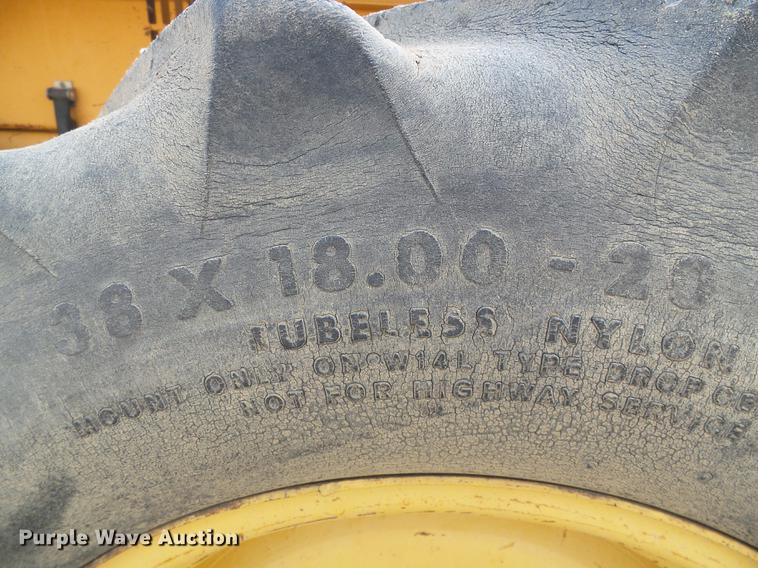 38 X 18.00 - 20
TUBELESS NYLON
MOUNT ONLY ON W14L TYPE DROP CE
NOT FOR HIGHWAY SERVICE
Purple Wave Auction